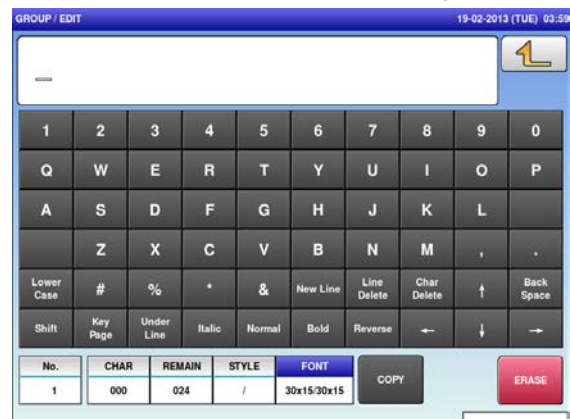 GROUP / EDIT 19-02-2013 (TUE) 03:59
_
1 2 3 4 5 6 7 8 9 0
Q W E R T Y U I O P
A S D F G H J K L
Z X C V B N M , .
Lower Case # % * & New Line Line Delete Char Delete ↑ Back Space
Shift Key Page Under Line Italic Normal Bold Reverse ← ↓ →
No. CHAR REMAIN STYLE FONT COPY ERASE
1 000 024 / 30x15/30x15